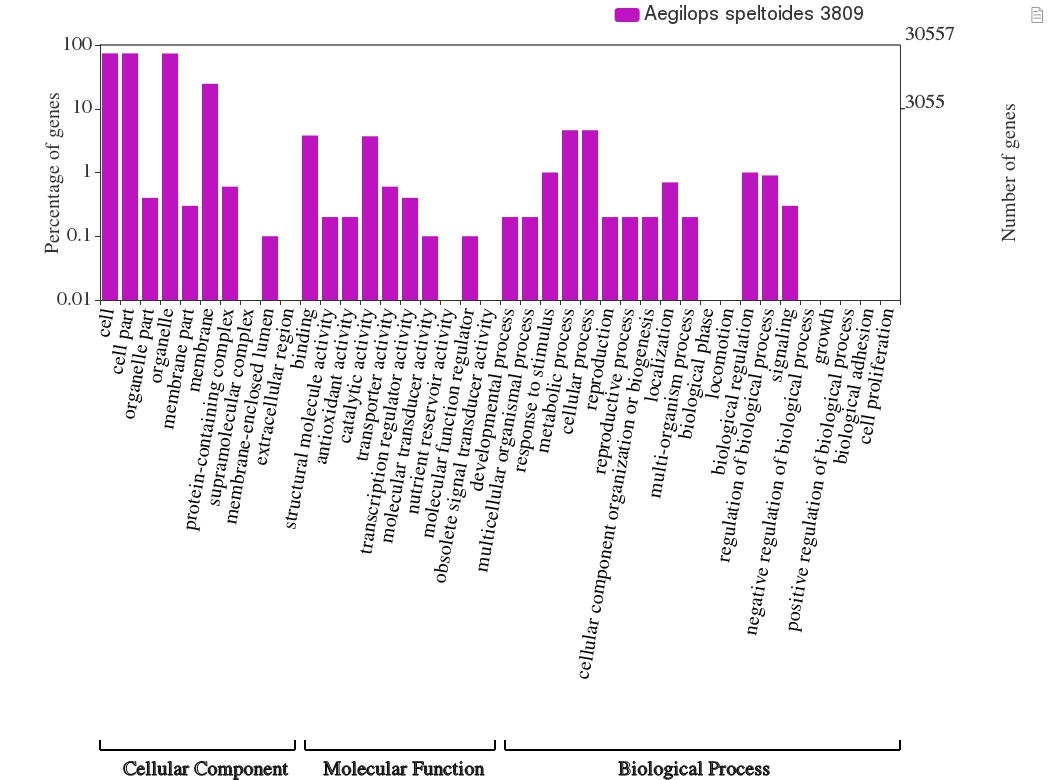 Aegilops speltoides 3809
Percentage of genes
100
10
1
0.1
0.01
30557
3055
Number of genes
cell
cell part
organelle part
organelle
membrane part
membrane
protein-containing complex
supramolecular complex
membrane-enclosed lumen
extracellular region
binding
structural molecule activity
antioxidant activity
catalytic activity
transporter activity
transcription regulator activity
molecular transducer activity
nutrient reservoir activity
molecular function regulator
obsolete signal transducer activity
developmental process
multicellular organismal process
response to stimulus
metabolic process
cellular process
reproduction
reproductive process
cellular component organization or biogenesis
localization
multi-organism process
biological phase
locomotion
biological regulation
regulation of biological process
signaling
negative regulation of biological process
growth
positive regulation of biological process
biological adhesion
cell proliferation
Cellular Component
Molecular Function
Biological Process